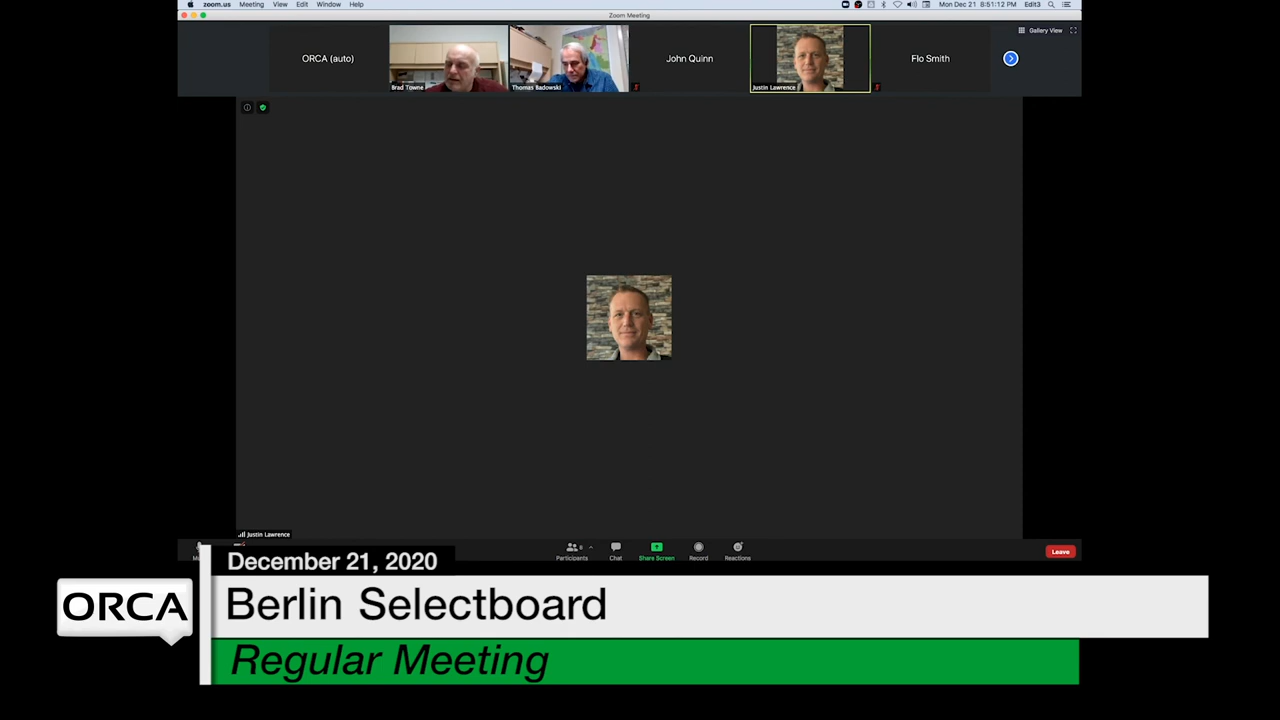 zoom.us Meeting View Edit Window Help Mon Dec 21 8:51:12 PM Edit3
Zoom Meeting
Gallery View
ORCA (auto)
John Quinn
Flo Smith
Brad Towne
Thomas Badowski
Justin Lawrence
Justin Lawrence
Participants 6
Chat
Share Screen
Record
Reactions
Leave
December 21, 2020
ORCA
Berlin Selectboard
Regular Meeting